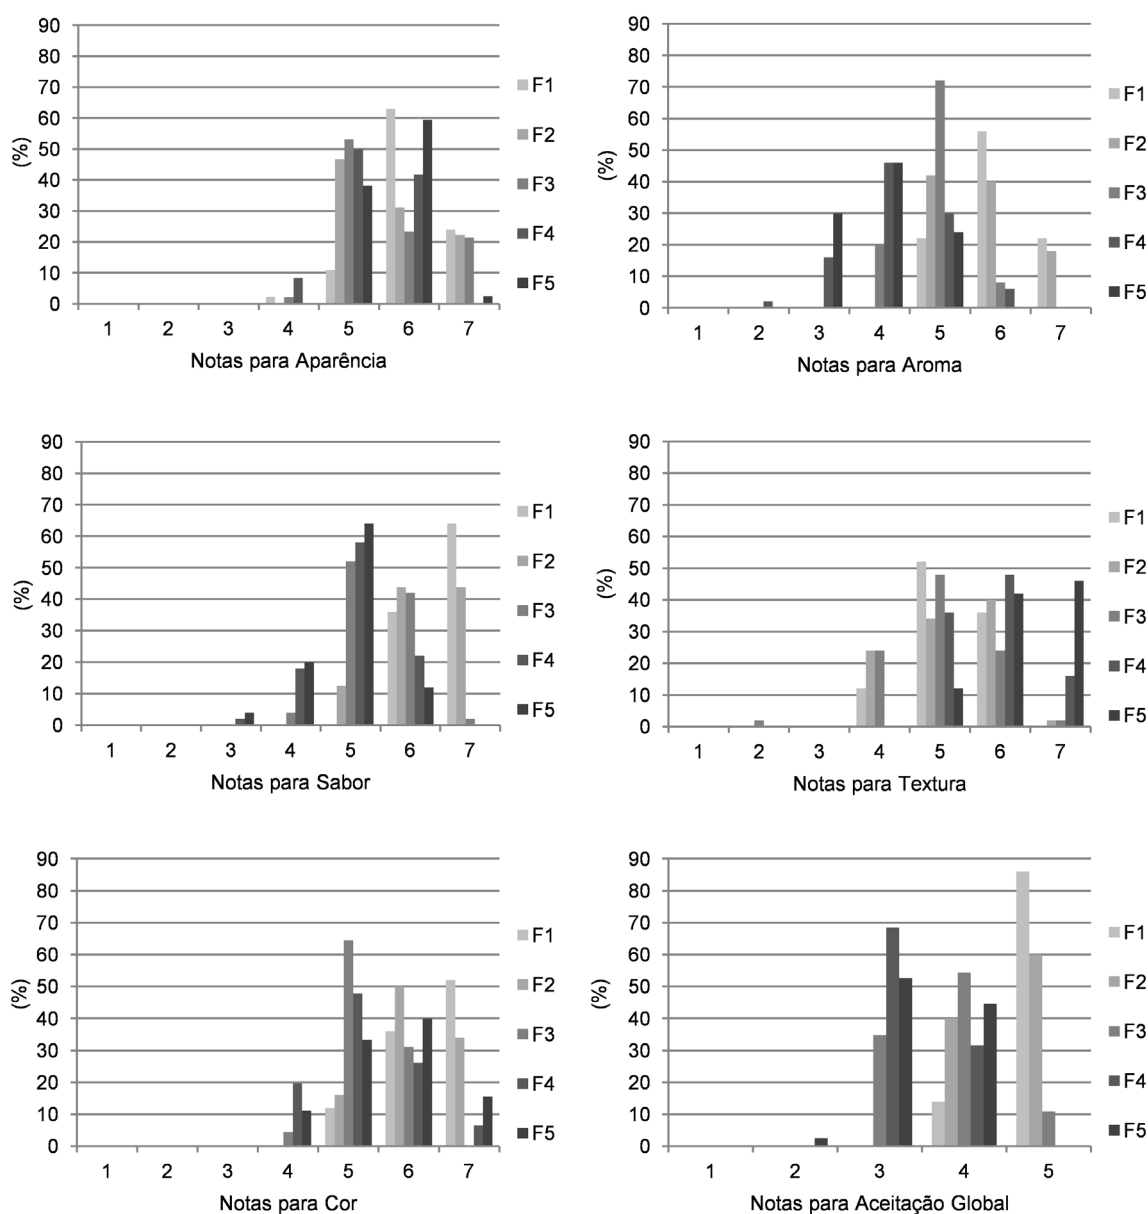 90
80
70
60
50
40
30
20
10
0
(%)
1 2 3 4 5 6 7
Notas para Aparência
F1
F2
F3
F4
F5
90
80
70
60
50
40
30
20
10
0
(%)
1 2 3 4 5 6 7
Notas para Aroma
F1
F2
F3
F4
F5
90
80
70
60
50
40
30
20
10
0
(%)
1 2 3 4 5 6 7
Notas para Sabor
F1
F2
F3
F4
F5
90
80
70
60
50
40
30
20
10
0
(%)
1 2 3 4 5 6 7
Notas para Textura
F1
F2
F3
F4
F5
90
80
70
60
50
40
30
20
10
0
(%)
1 2 3 4 5 6 7
Notas para Cor
F1
F2
F3
F4
F5
90
80
70
60
50
40
30
20
10
0
(%)
1 2 3 4 5
Notas para Aceitação Global
F1
F2
F3
F4
F5